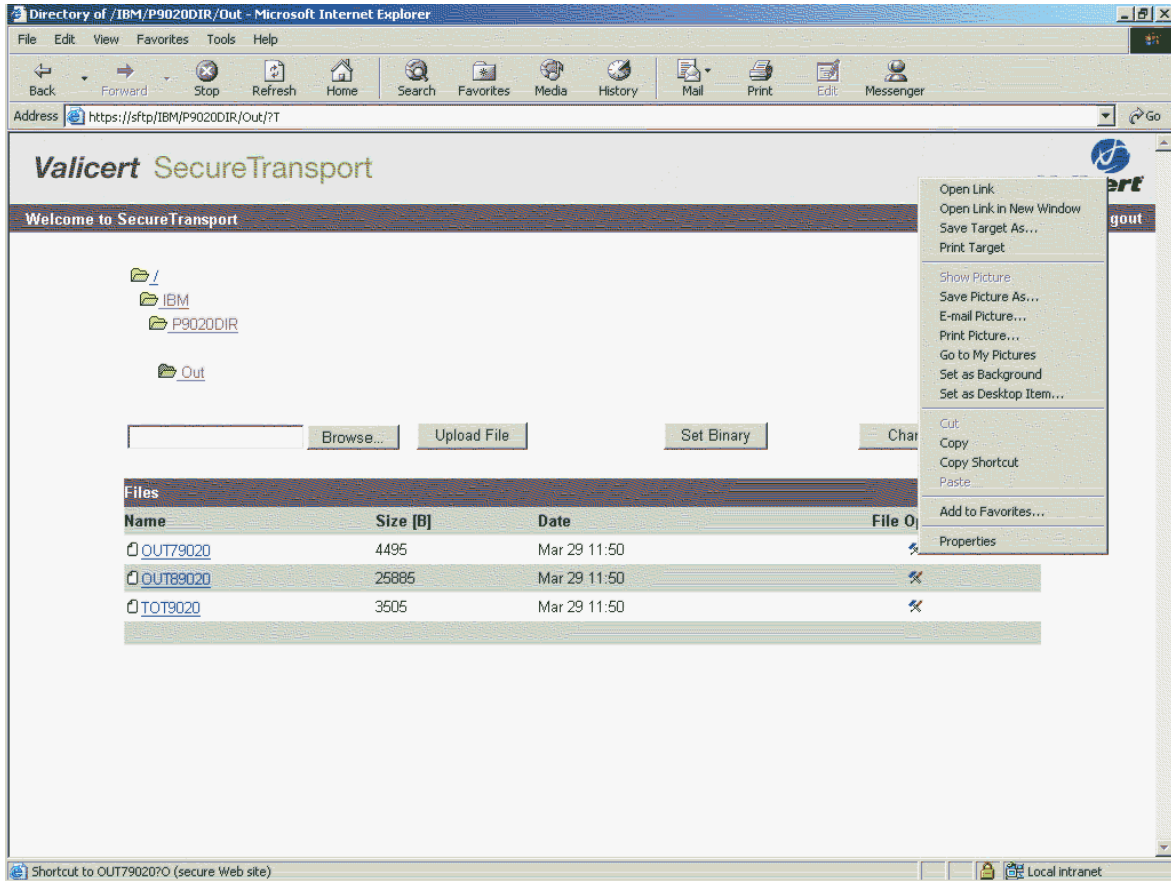 Directory of /IBM/P9020DIR/Out - Microsoft Internet Explorer
File Edit View Favorites Tools Help
Back Forward Stop Refresh Home Search Favorites Media History Mail Print Edit Messenger
Address https://sftp/IBM/P9020DIR/Out/?T Go
Valicert SecureTransport
ert
Welcome to SecureTransport gout
/
IBM
P9020DIR
Out
Browse... Upload File Set Binary Char
Files
Name Size [B] Date File Op
OUT79020 4495 Mar 29 11:50
OUT89020 25885 Mar 29 11:50
TOT9020 3505 Mar 29 11:50
Open Link
Open Link in New Window
Save Target As...
Print Target
Show Picture
Save Picture As...
E-mail Picture...
Print Picture...
Go to My Pictures
Set as Background
Set as Desktop Item...
Cut
Copy
Copy Shortcut
Paste
Add to Favorites...
Properties
Shortcut to OUT79020?O (secure Web site) Local intranet